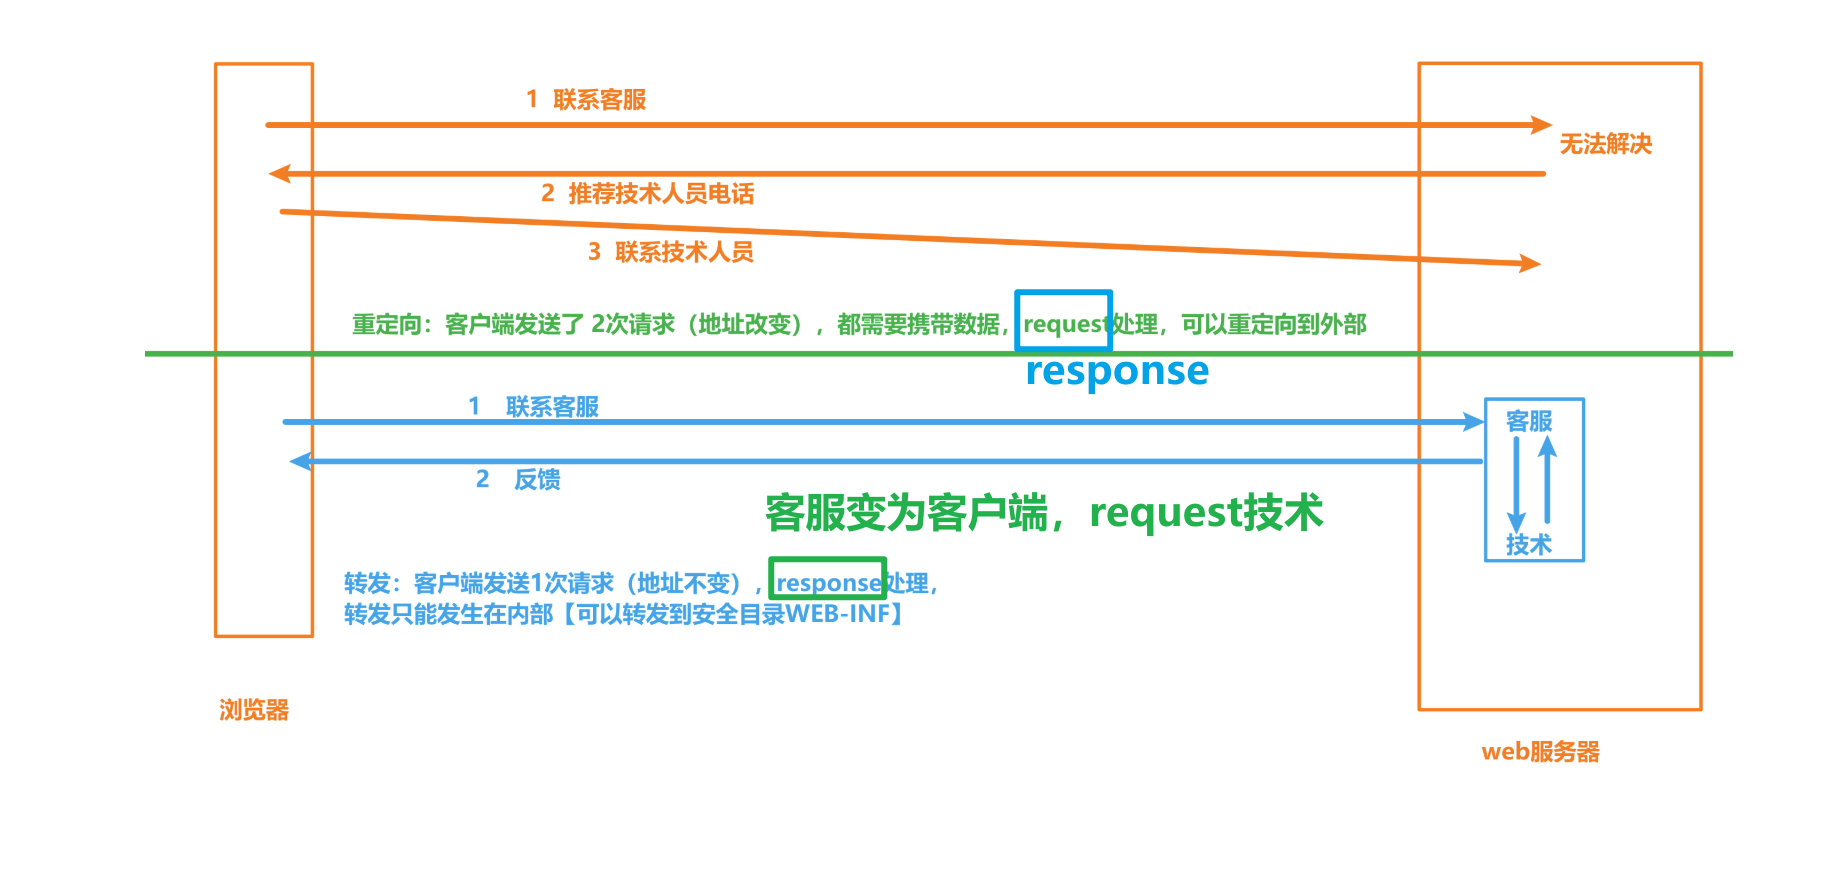 1 联系客服
无法解决
2 推荐技术人员电话
3 联系技术人员
重定向：客户端发送了 2次请求（地址改变），都需要携带数据，request处理，可以重定向到外部
response
1 联系客服
客服
2 反馈
客服变为客户端，request技术
技术
转发：客户端发送1次请求（地址不变），response处理，
转发只能发生在内部【可以转发到安全目录WEB-INF】
浏览器
web服务器